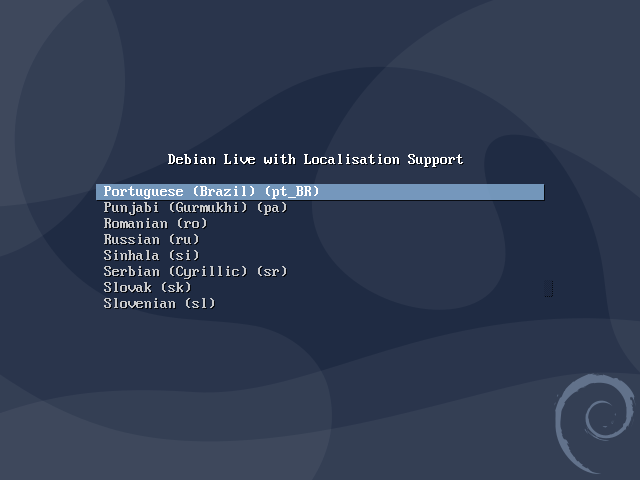 Debian Live with Localisation Support
Portuguese (Brazil) (pt_BR)
Punjabi (Gurmukhi) (pa)
Romanian (ro)
Russian (ru)
Sinhala (si)
Serbian (Cyrillic) (sr)
Slovak (sk)
Slovenian (sl)